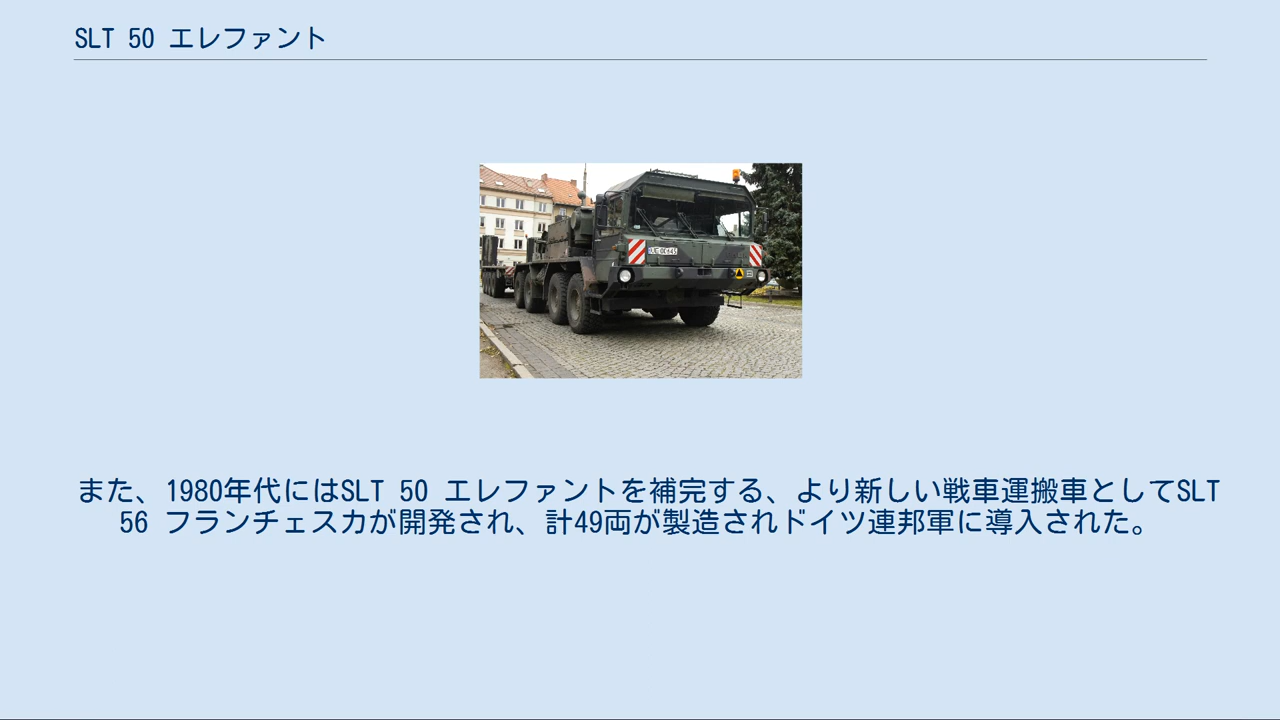 SLT 50 エレファント
また、1980年代にはSLT 50 エレファントを補完する、より新しい戦車運搬車としてSLT
56 フランチェスカが開発され、計49両が製造されドイツ連邦軍に導入された。